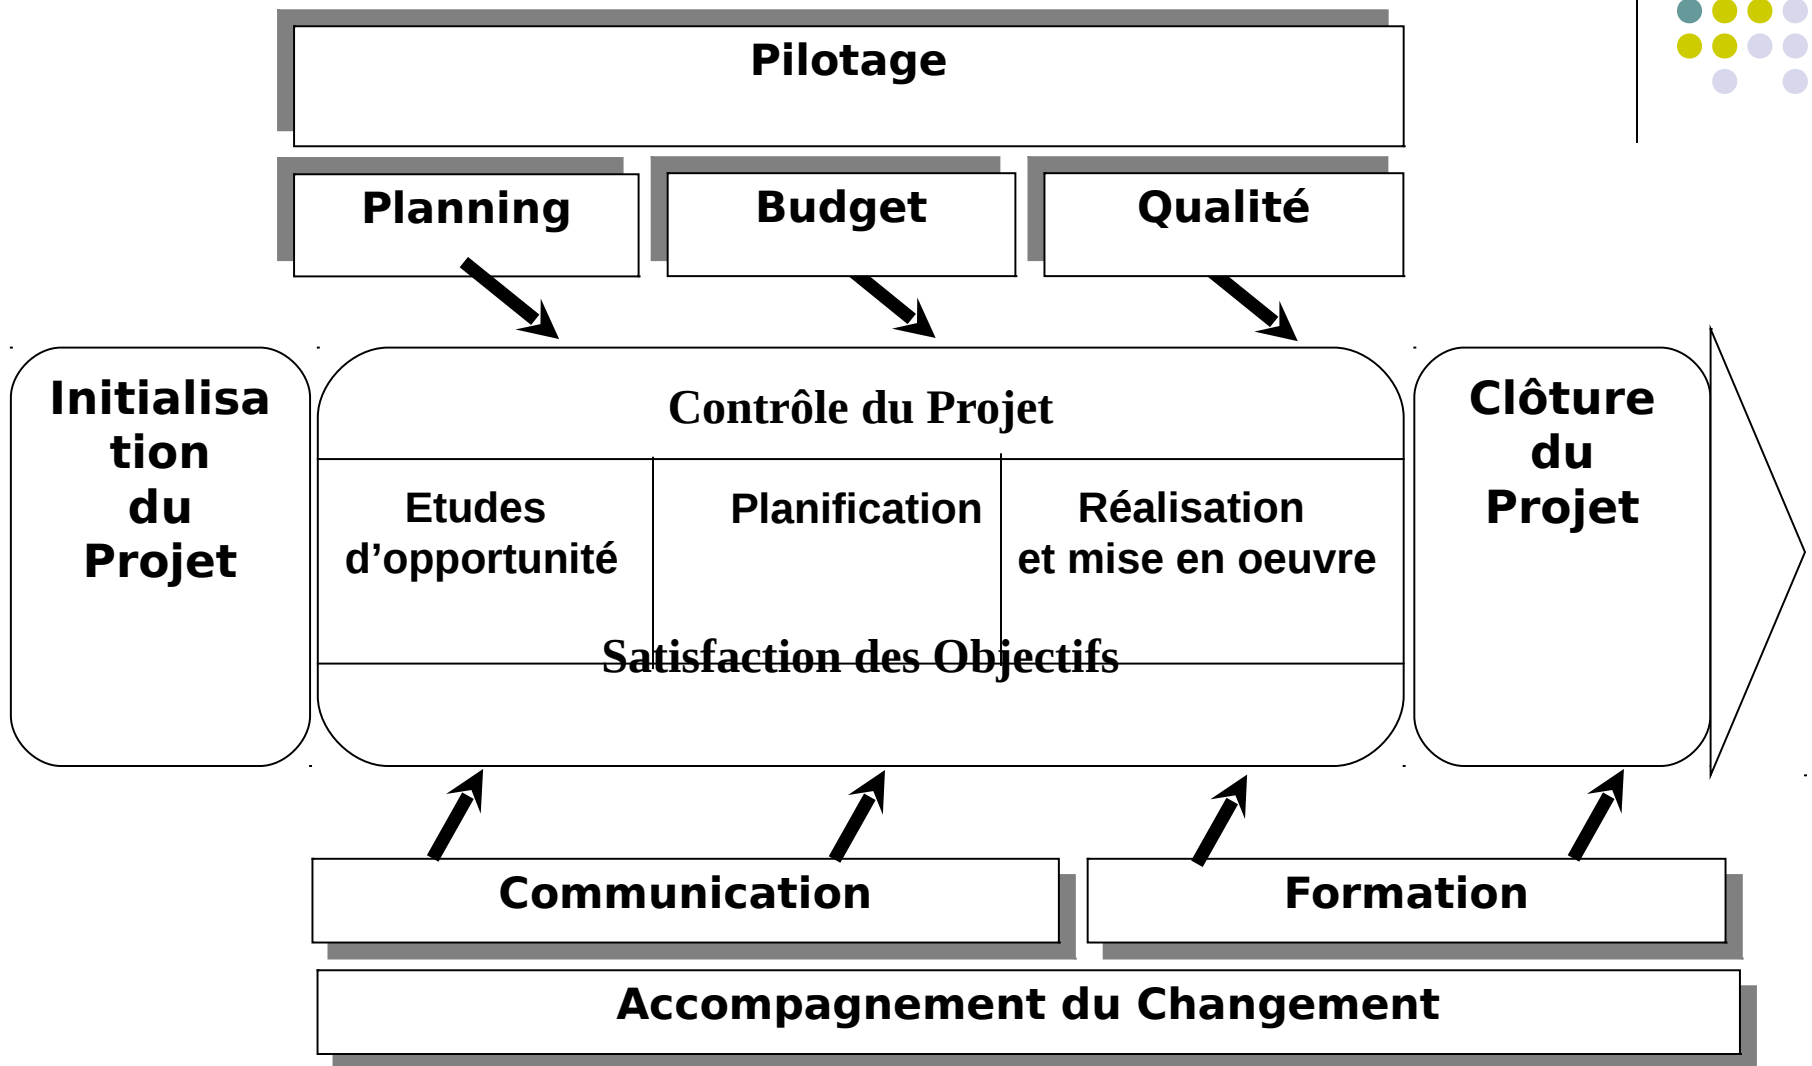 Pilotage
Planning
Budget
Qualité
Initialisa
tion
du
Projet
Contrôle du Projet
Etudes
d’opportunité
Planification
Réalisation
et mise en oeuvre
Satisfaction des Objectifs
Clôture
du
Projet
Communication
Formation
Accompagnement du Changement